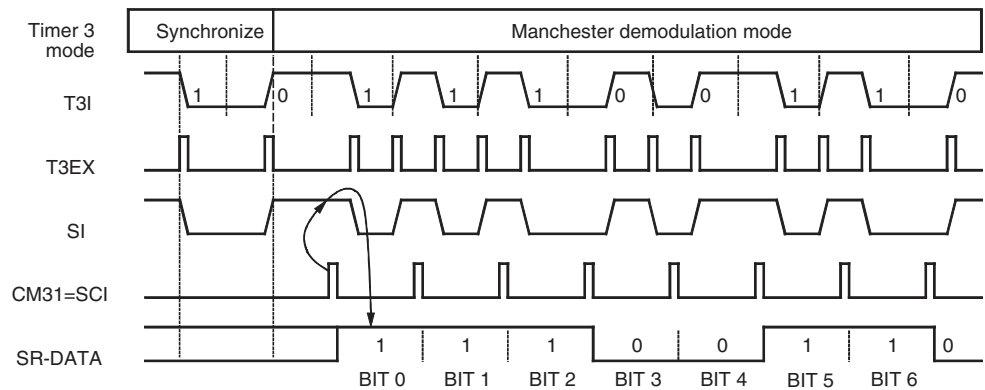 Timer 3 mode
Synchronize
Manchester demodulation mode
T3I
1 0 1 1 1 0 0 1 1 0
T3EX
SI
CM31=SCI
SR-DATA
1 1 1 0 0 1 1 0
BIT 0 BIT 1 BIT 2 BIT 3 BIT 4 BIT 5 BIT 6